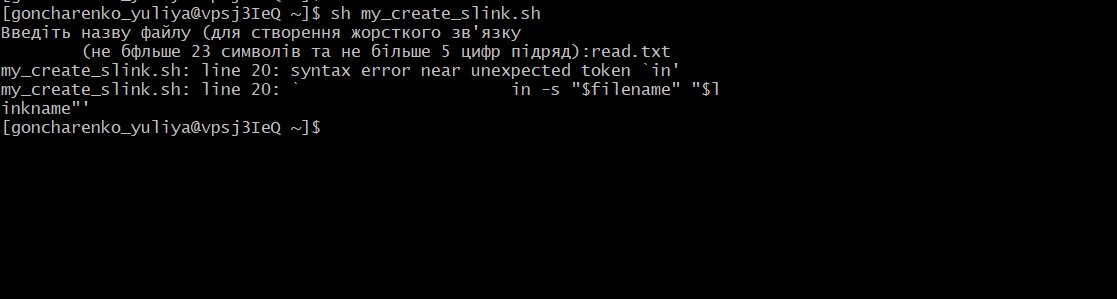 [goncharenko_yuliya@vpsj3IeQ ~]$ sh my_create_slink.sh
Введіть назву файлу (для створення жорсткого зв'язку
(не бфльше 23 символів та не більше 5 цифр підряд):read.txt
my_create_slink.sh: line 20: syntax error near unexpected token `in'
my_create_slink.sh: line 20: `                    in -s "$filename" "$l
inkname"'
[goncharenko_yuliya@vpsj3IeQ ~]$